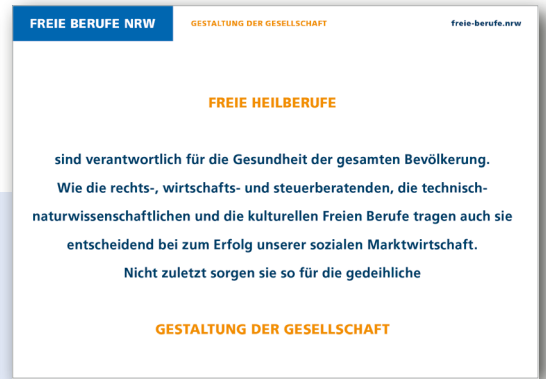 FREIE BERUFE NRW GESTALTUNG DER GESELLSCHAFT freie-berufe.nrw
FREIE HEILBERUFE
sind verantwortlich für die Gesundheit der gesamten Bevölkerung.
Wie die rechts-, wirtschafts- und steuerberatenden, die technisch-
naturwissenschaftlichen und die kulturellen Freien Berufe tragen auch sie
entscheidend bei zum Erfolg unserer sozialen Marktwirtschaft.
Nicht zuletzt sorgen sie so für die gedeihliche
GESTALTUNG DER GESELLSCHAFT